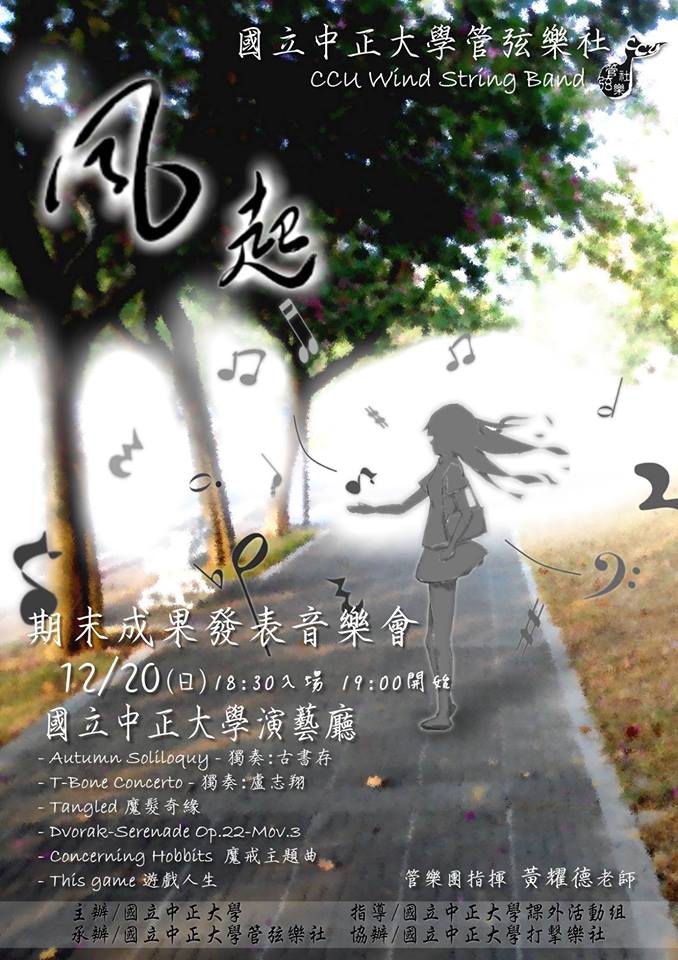 國立中正大學管弦樂社
CCU Wind String Band
CCU
管弦樂社
風起
期末成果發表音樂會
12/20(日)18:30入場 19:00開始
國立中正大學演藝廳
- Autumn Soliloquy - 獨奏:古書存
- T-Bone Concerto - 獨奏:盧志翔
- Tangled 魔髮奇緣
- Dvorak-Serenade Op.22-Mov.3
- Concerning Hobbits 魔戒主題曲
- This game 遊戲人生
管樂團指揮 黃耀德老師
主辦/國立中正大學 指導/國立中正大學課外活動組
承辦/國立中正大學管弦樂社 協辦/國立中正大學打擊樂社